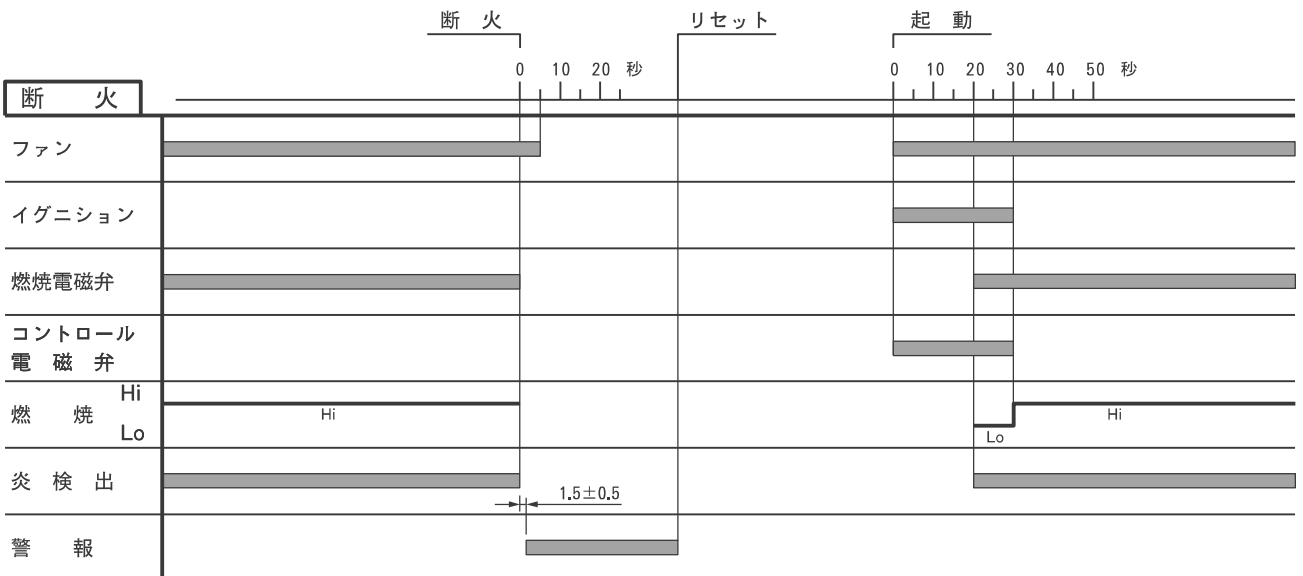 断火 リセット 起動
0 10 20 秒 0 10 20 30 40 50 秒
断火
ファン
イグニション
燃焼電磁弁
コントロール
電磁弁
燃焼 Hi Lo Hi Lo Hi
炎検出
1.5±0.5
警報